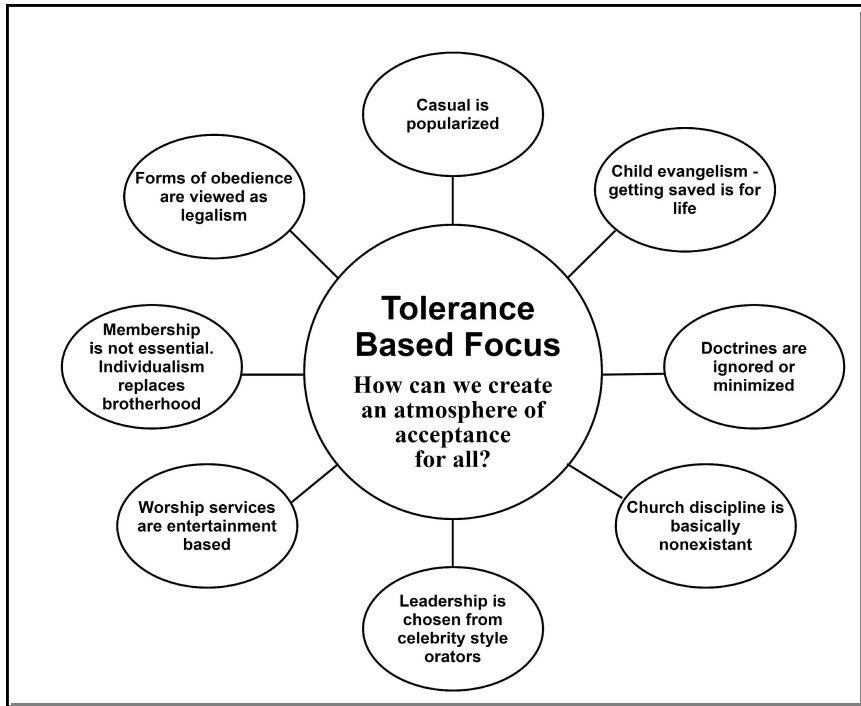 Tolerance
Based Focus
How can we create
an atmosphere of
acceptance
for all?
Casual is
popularized
Child evangelism -
getting saved is for
life
Doctrines are
ignored or
minimized
Church discipline is
basically
nonexistant
Leadership is
chosen from
celebrity style
orators
Worship services
are entertainment
based
Membership
is not essential.
Individualism
replaces
brotherhood
Forms of obedience
are viewed as
legalism